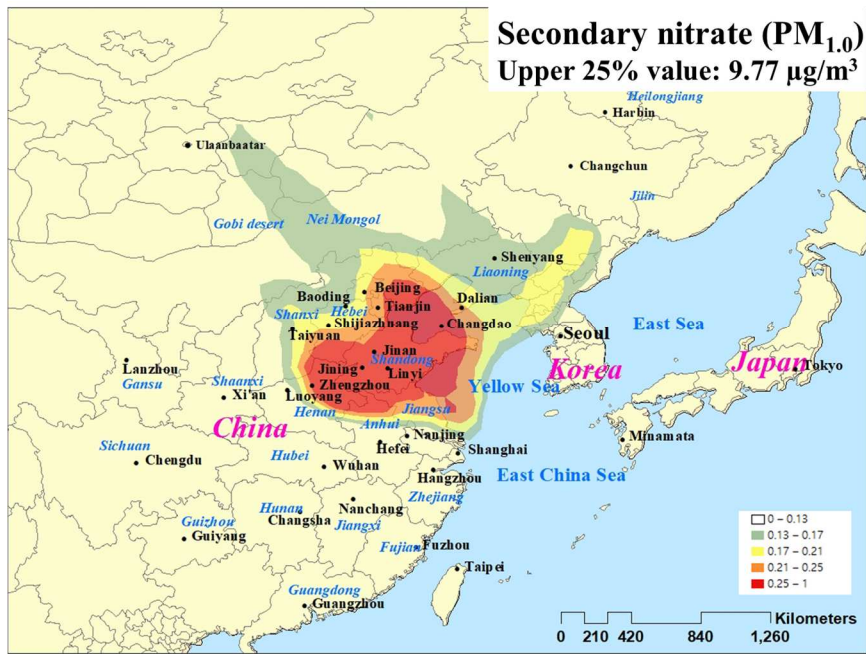 Secondary nitrate (PM1.0)
Upper 25% value: 9.77 µg/m³
Heilongjiang
Harbin
Ulaanbaatar
Changchun
Jilin
Gobi desert
Nei Mongol
Shenyang
Liaoning
Beijing
Baoding
Tianjin
Dalian
Shanxi
Hebei
Shijiazhnang
Changdao
Taiyuan
Seoul
East Sea
Lanzhou
Gansu
Jinan
Shandong
Jining
Linyi
Korea
Japan
Tokyo
Shaanxi
Zhengzhou
Yellow Sea
Xi'an
Luoyang
Henan
Jiangsu
China
Anhui
Nanjing
Minamata
Sichuan
Hefei
Shanghai
Chengdu
Hubei
Wuhan
Hangzhou
East China Sea
Zhejiang
Nanchang
Hunan
Changsha
Jiangxi
Guizhou
Guiyang
Fujian
Fuzhou
Taipei
Guangdong
Guangzhou
0 – 0.13
0.13 – 0.17
0.17 – 0.21
0.21 – 0.25
0.25 – 1
Kilometers
0 210 420 840 1,260